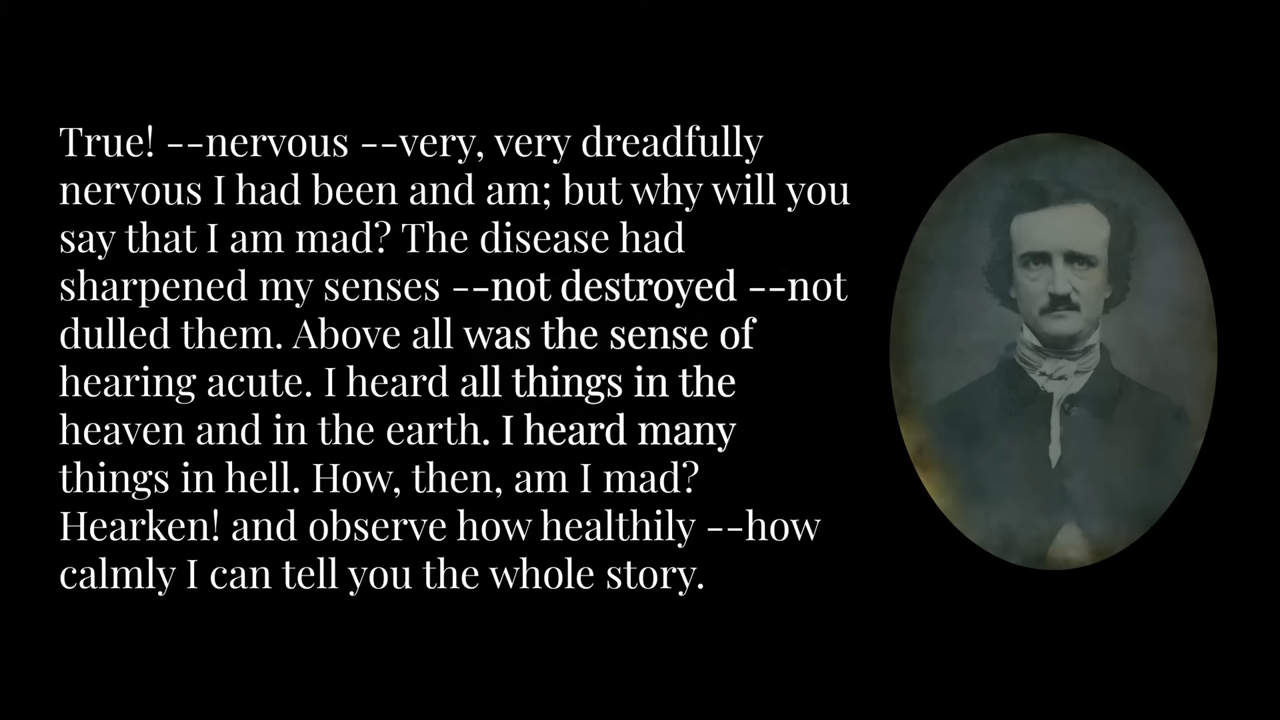 True! --nervous --very, very dreadfully
nervous I had been and am; but why will you
say that I am mad? The disease had
sharpened my senses --not destroyed --not
dulled them. Above all was the sense of
hearing acute. I heard all things in the
heaven and in the earth. I heard many
things in hell. How, then, am I mad?
Hearken! and observe how healthily --how
calmly I can tell you the whole story.